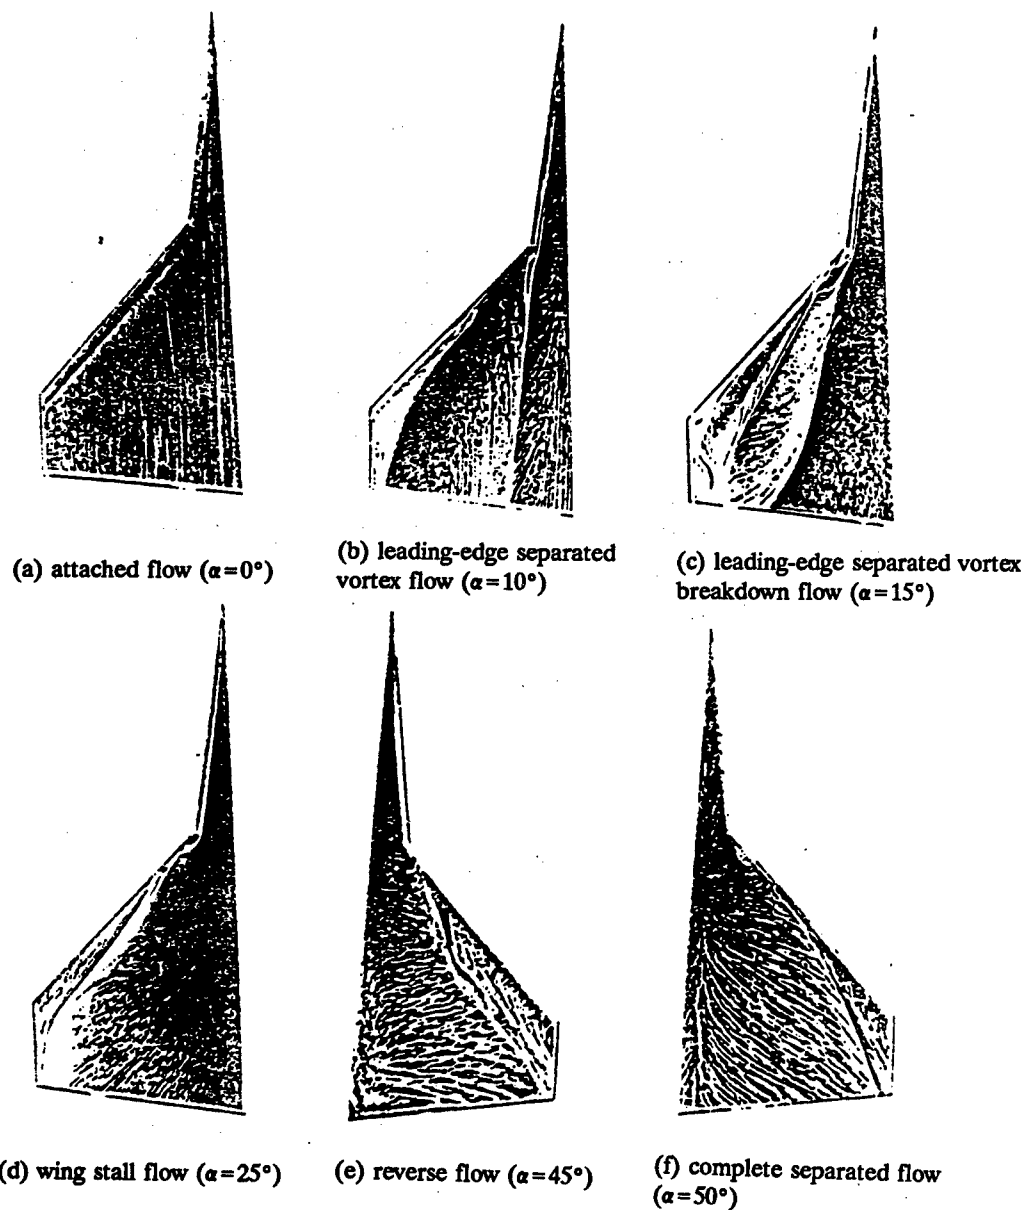 (a) attached flow (α=0°)
(b) leading-edge separated
vortex flow (α=10°)
(c) leading-edge separated vortex
breakdown flow (α=15°)
(d) wing stall flow (α=25°)
(e) reverse flow (α=45°)
(f) complete separated flow
(α=50°)